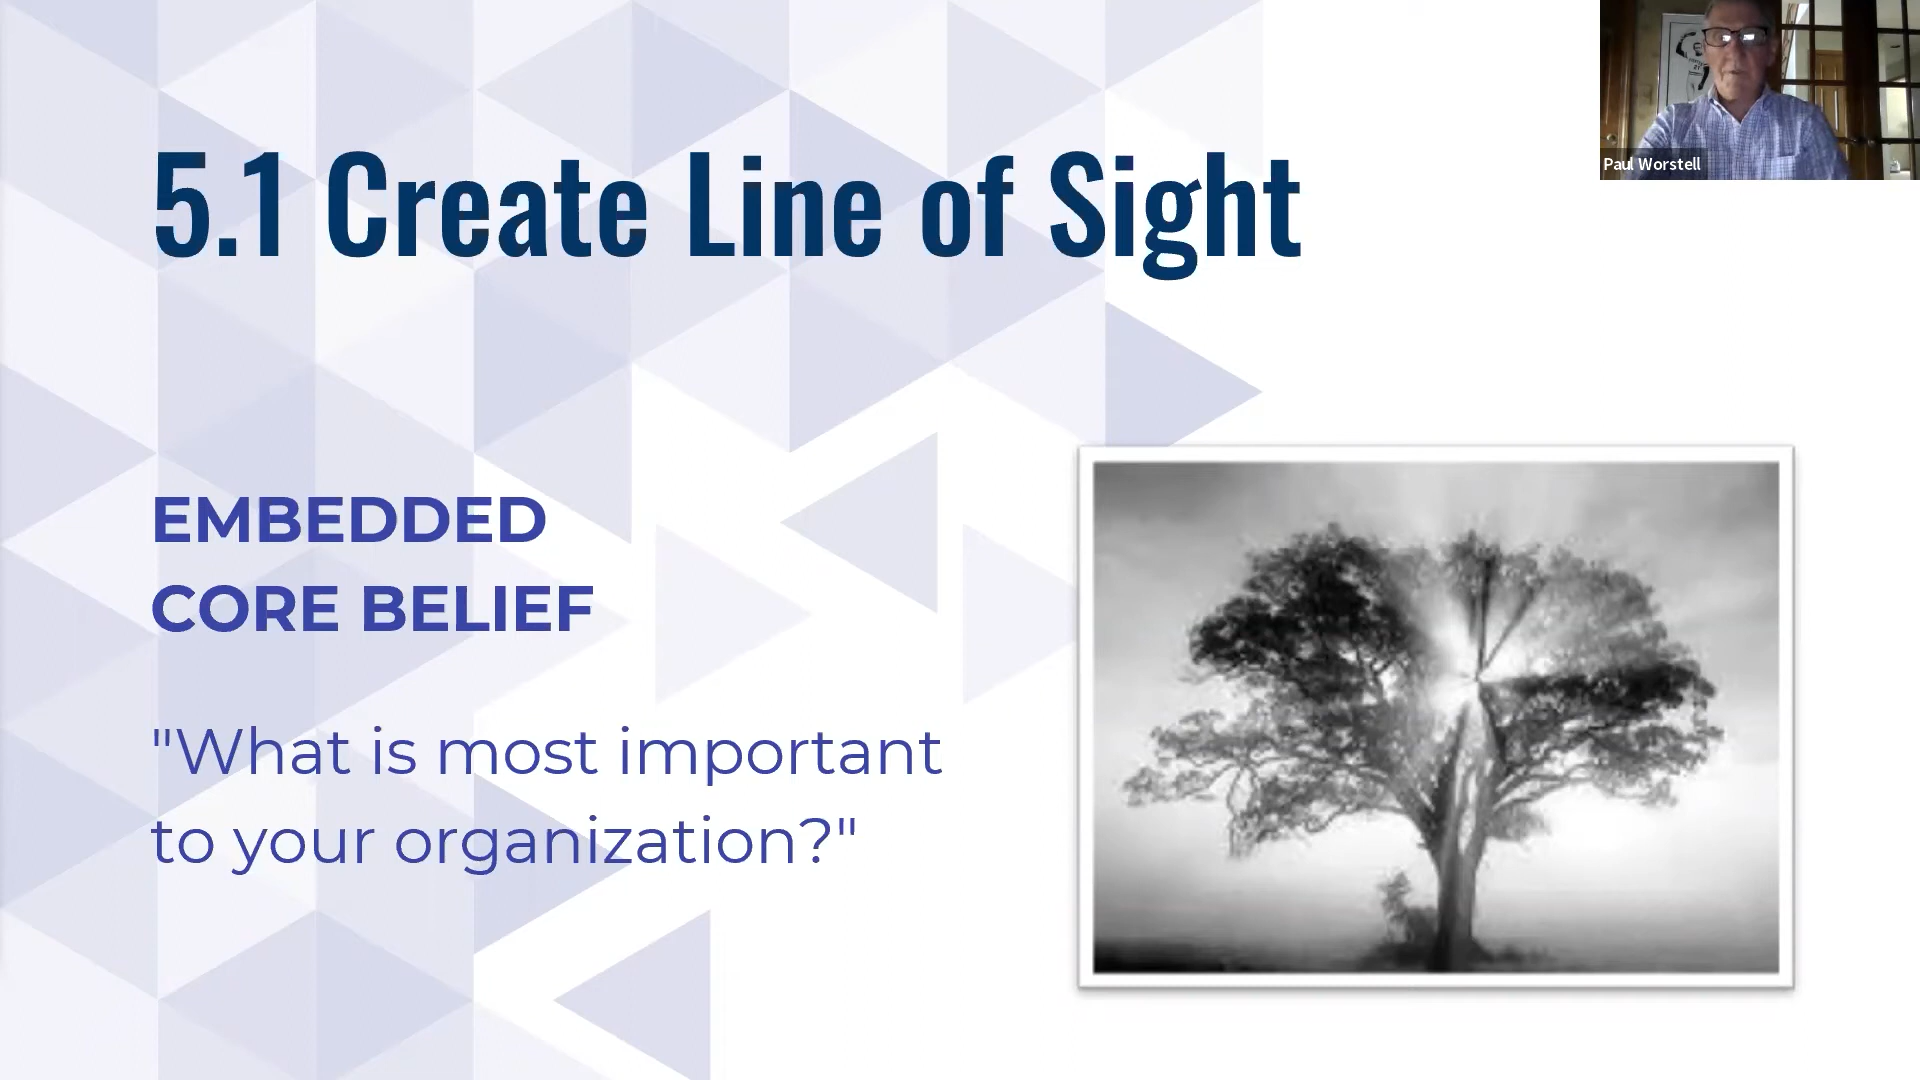 5.1 Create Line of Sight
Paul Worstell
EMBEDDED
CORE BELIEF
"What is most important
to your organization?"